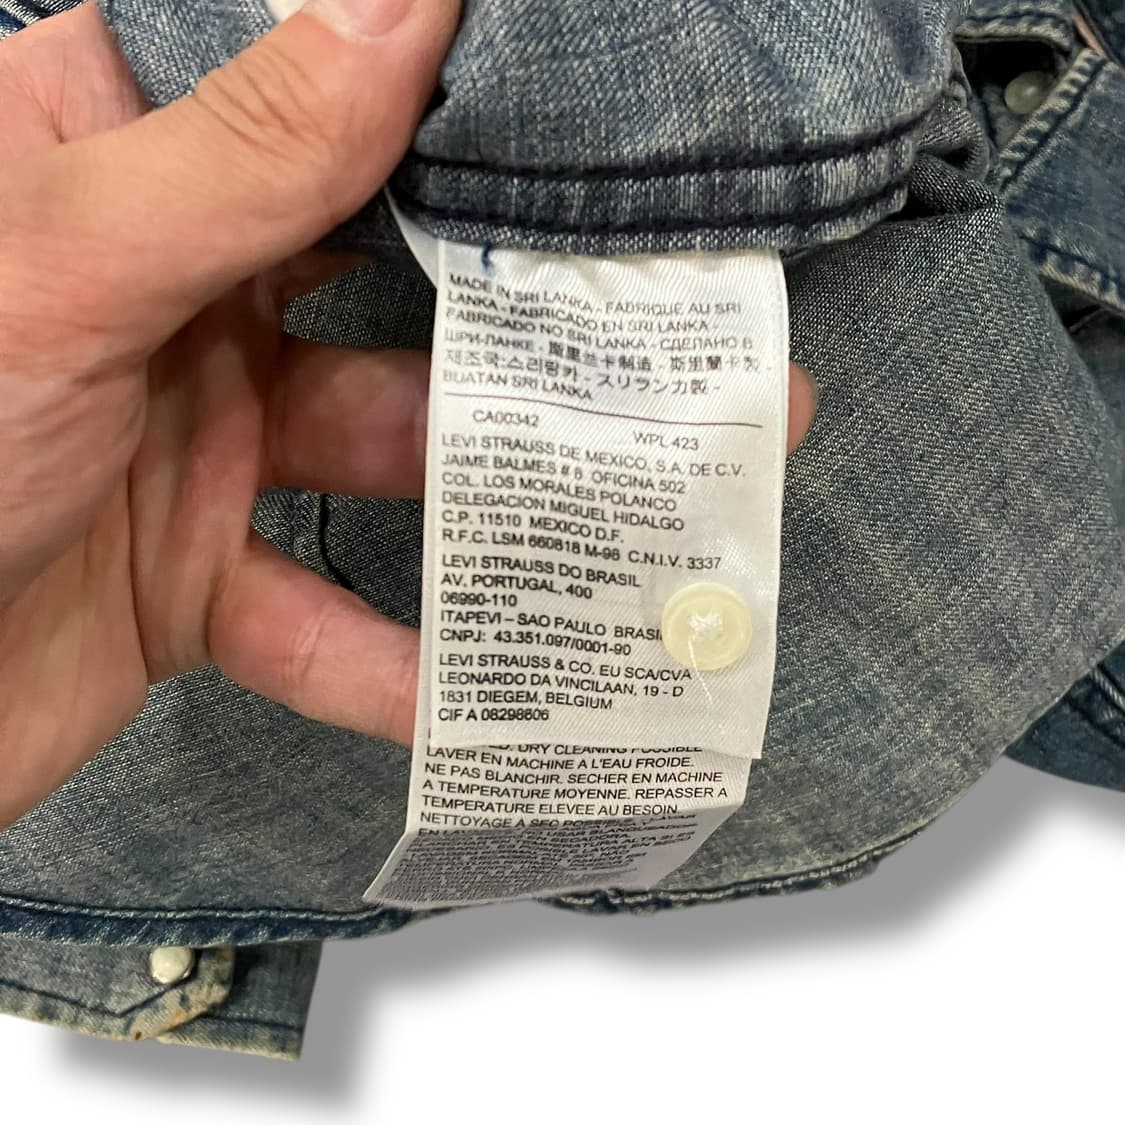 MADE IN SRI LANKA - FABRIQUE AU SRI
LANKA - FABRICADO EN SRI LANKA -
FABRICADO NO SRI LANKA - СДЕЛАНО В
ШРИ-ЛАНКЕ - 斯里兰卡制造 - 斯里蘭卡製 -
제조국:스리랑카 - スリランカ製 -
BUATAN SRI LANKA
CA00342 WPL 423
LEVI STRAUSS DE MEXICO, S.A. DE C.V.
JAIME BALMES # 8 OFICINA 502
COL. LOS MORALES POLANCO
DELEGACION MIGUEL HIDALGO
C.P. 11510 MEXICO D.F.
R.F.C. LSM 660818 M-96 C.N.I.V. 3337
LEVI STRAUSS DO BRASIL
AV. PORTUGAL, 400
06990-110
ITAPEVI – SAO PAULO BRASI
CNPJ: 43.351.097/0001-90
LEVI STRAUSS & CO. EU SCA/CVA
LEONARDO DA VINCILAAN, 19 - D
1831 DIEGEM, BELGIUM
CIF A 08298606
DRY CLEANING POSSIBLE
LAVER EN MACHINE A L'EAU FROIDE.
NE PAS BLANCHIR. SECHER EN MACHINE
A TEMPERATURE MOYENNE. REPASSER A
TEMPERATURE ELEVEE AU BESOIN.
NETTOYAGE A SEC POSSIBLE